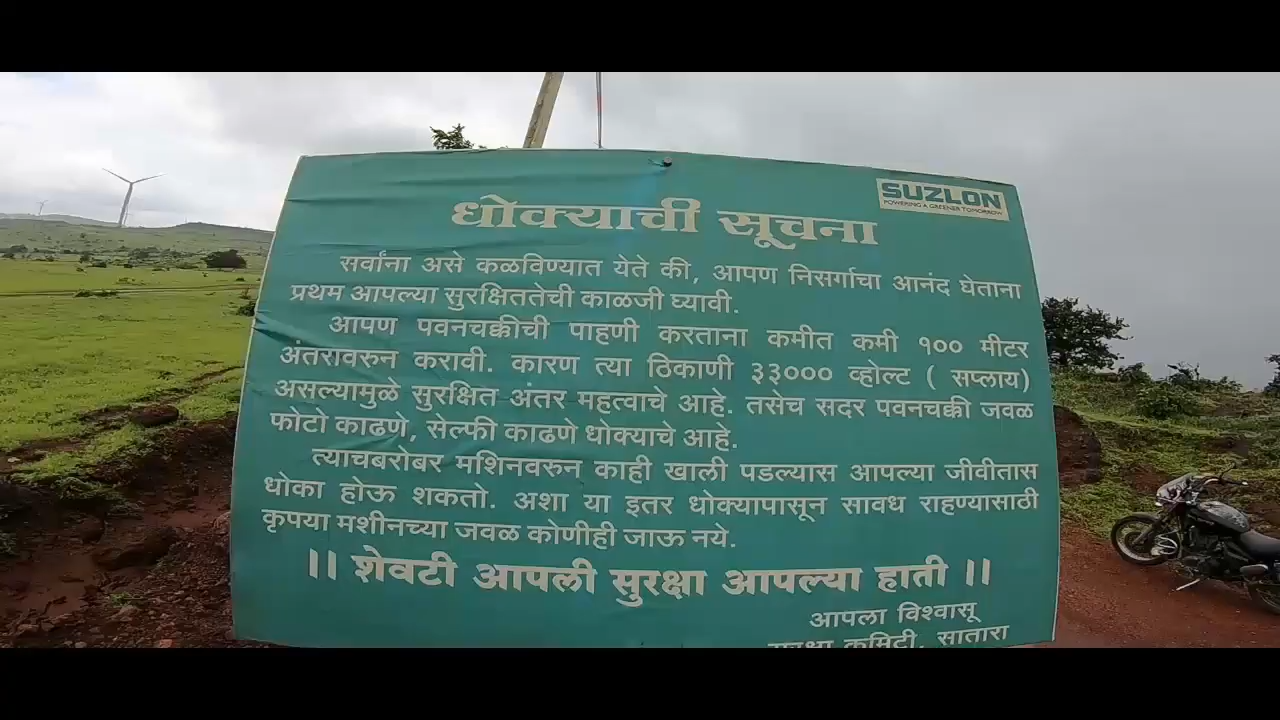 SUZLON
POWERING A GREENER TOMORROW
धोक्याची सूचना
सर्वांना असे कळविण्यात येते की, आपण निसर्गाचा आनंद घेताना
प्रथम आपल्या सुरक्षिततेची काळजी घ्यावी.
आपण पवनचक्कीची पाहणी करताना कमीत कमी १०० मीटर
अंतरावरुन करावी. कारण त्या ठिकाणी ३३००० व्होल्ट ( सप्लाय)
असल्यामुळे सुरक्षित अंतर महत्वाचे आहे. तसेच सदर पवनचक्की जवळ
फोटो काढणे, सेल्फी काढणे धोक्याचे आहे.
त्याचबरोबर मशिनवरुन काही खाली पडल्यास आपल्या जीवीतास
धोका होऊ शकतो. अशा या इतर धोक्यापासून सावध राहण्यासाठी
कृपया मशीनच्या जवळ कोणीही जाऊ नये.
|| शेवटी आपली सुरक्षा आपल्या हाती ||
आपला विश्वासू
सुरक्षा कमिटी, सातारा